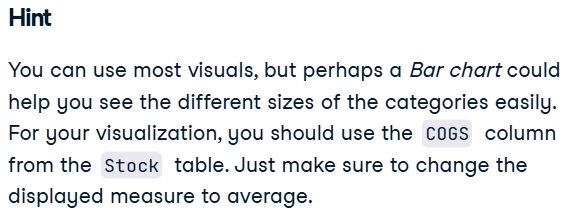 Hint
You can use most visuals, but perhaps a Bar chart could
help you see the different sizes of the categories easily.
For your visualization, you should use the COGS column
from the Stock table. Just make sure to change the
displayed measure to average.